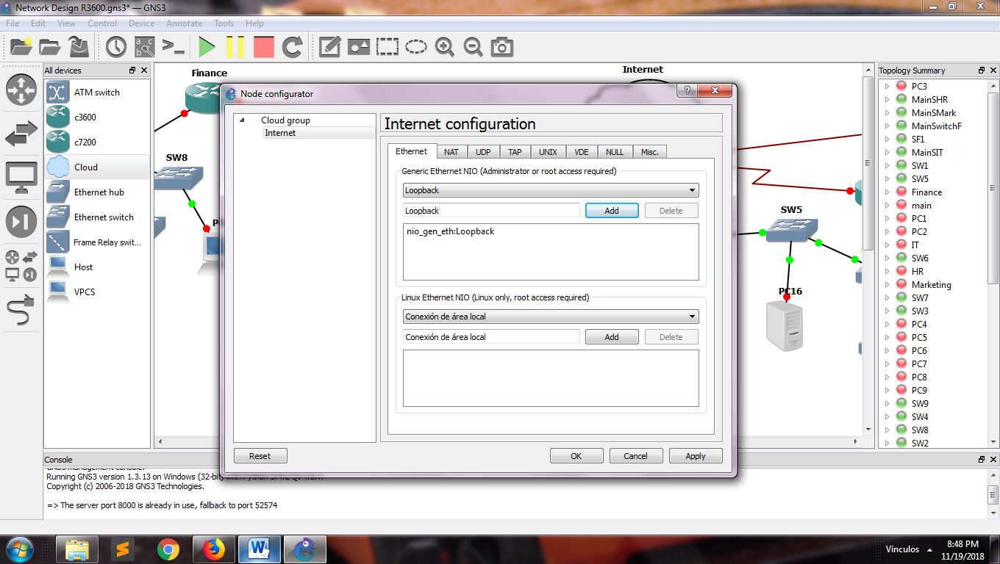 Network Design R3600.gns3* — GNS3
File Edit View Control Device Annotate Tools Help
All devices
ATM switch
c3600
c7200
Cloud
Ethernet hub
Ethernet switch
Frame Relay swit...
Host
VPCS
Finance
Internet
SW8
SW5
PC16
Node configurator
Cloud group
Internet
Internet configuration
Ethernet NAT UDP TAP UNIX VDE NULL Misc.
Generic Ethernet NIO (Administrator or root access required)
Loopback
Loopback Add Delete
nio_gen_eth:Loopback
Linux Ethernet NIO (Linux only, root access required)
Conexión de área local
Conexión de área local Add Delete
Reset OK Cancel Apply
Topology Summary
PC3
MainSHR
MainSMark
MainSwitchF
SF1
MainSIT
SW1
SW5
Finance
main
PC1
PC2
IT
SW6
HR
Marketing
SW7
SW3
PC4
PC5
PC6
PC7
PC8
PC9
SW9
SW4
SW8
SW2
Console
GNS3 management console.
Running GNS3 version 1.3.13 on Windows (32-bit)
Copyright (c) 2006-2018 GNS3 Technologies.
=> The server port 8000 is already in use, fallback to port 52574
Vínculos
8:48 PM
11/19/2018